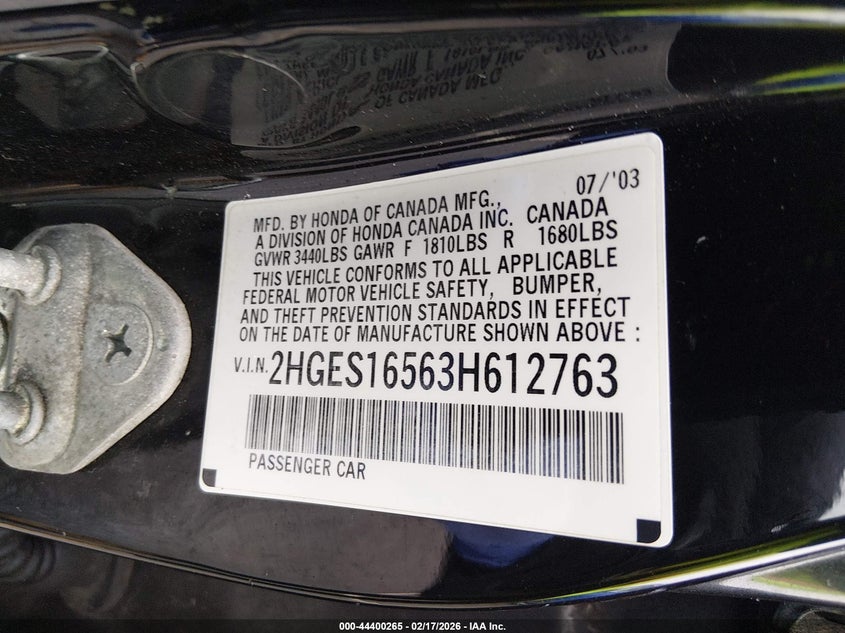 07/'03
MFD. BY HONDA OF CANADA MFG.,
A DIVISION OF HONDA CANADA INC. CANADA
GVWR 3440LBS GAWR F 1810LBS R 1680LBS
THIS VEHICLE CONFORMS TO ALL APPLICABLE
FEDERAL MOTOR VEHICLE SAFETY, BUMPER,
AND THEFT PREVENTION STANDARDS IN EFFECT
ON THE DATE OF MANUFACTURE SHOWN ABOVE :
V.I.N. 2HGES16563H612763
PASSENGER CAR
000-44400265 - 02/17/2026 - IAA Inc.